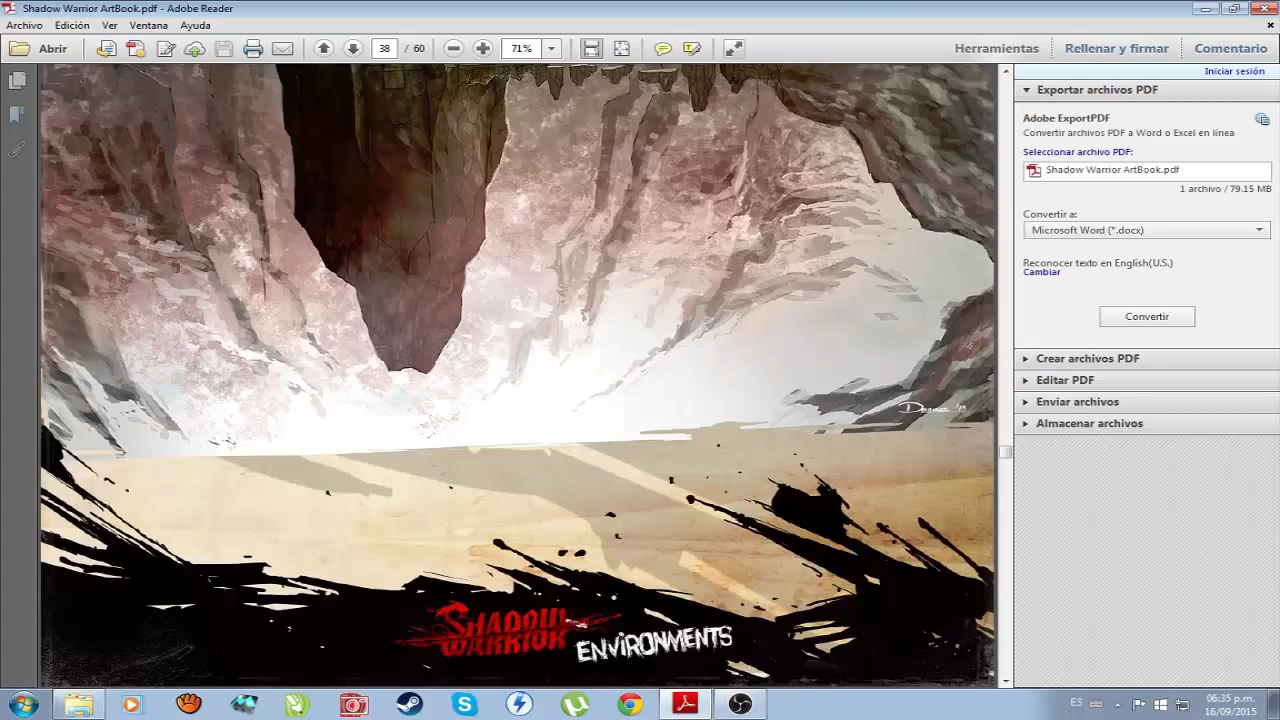 Shadow Warrior ArtBook.pdf - Adobe Reader
Archivo Edición Ver Ventana Ayuda
Abrir 38 / 60 71% Herramientas Rellenar y firmar Comentario
Iniciar sesión
Exportar archivos PDF
Adobe ExportPDF
Convertir archivos PDF a Word o Excel en línea
Seleccionar archivo PDF:
Shadow Warrior ArtBook.pdf
1 archivo / 79.15 MB
Convertir a:
Microsoft Word (*.docx)
Reconocer texto en English(U.S.)
Cambiar
Convertir
Crear archivos PDF
Editar PDF
Enviar archivos
Almacenar archivos
SHADOW
WARRIOR
ENVIRONMENTS
ES
06:35 p.m.
16/09/2015